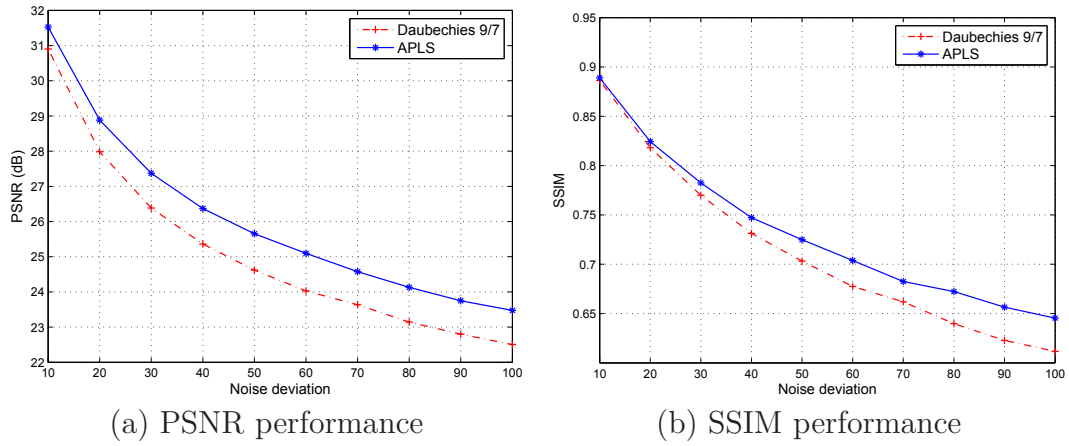 32
31
30
29
28
27
26
25
24
23
22
PSNR (dB)
10 20 30 40 50 60 70 80 90 100
Noise deviation
Daubechies 9/7
APLS
(a) PSNR performance
0.95
0.9
0.85
0.8
0.75
0.7
0.65
SSIM
10 20 30 40 50 60 70 80 90 100
Noise deviation
Daubechies 9/7
APLS
(b) SSIM performance